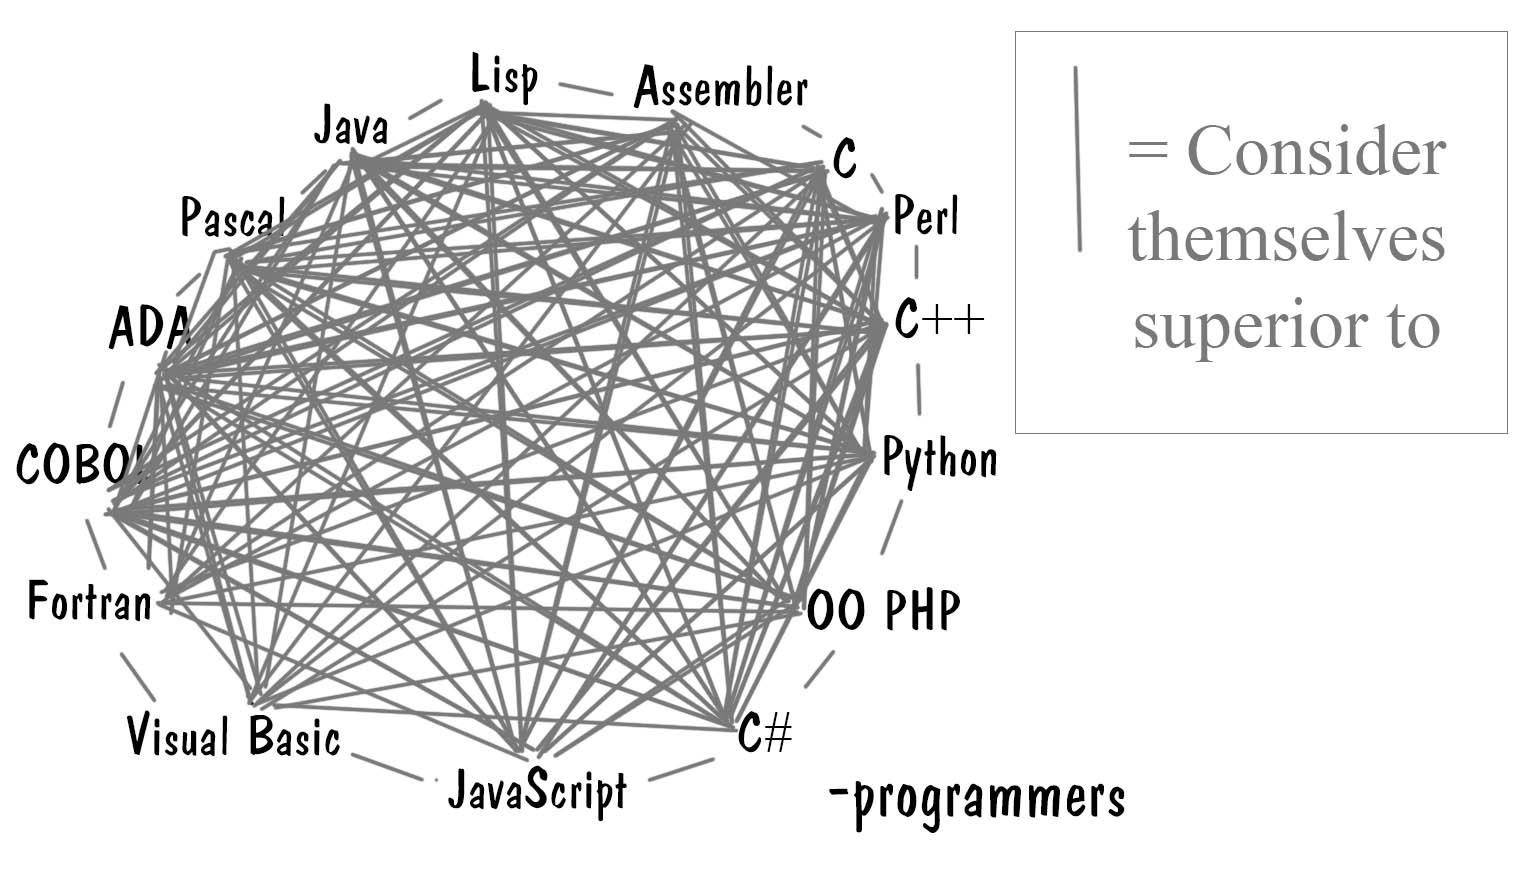 Lisp
Assembler
Java
C
Pascal
Perl
ADA
C++
COBOL
Python
Fortran
OO PHP
Visual Basic
C#
JavaScript
-programmers
= Consider
themselves
superior to